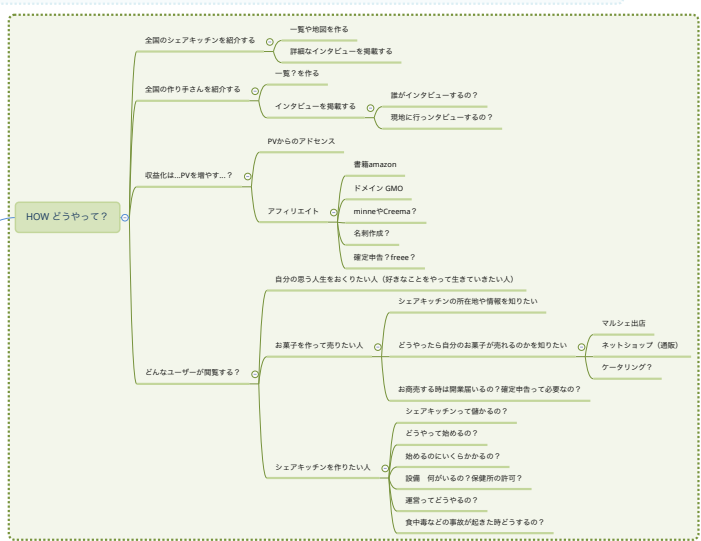 HOW どうやって？
全国のシェアキッチンを紹介する
一覧や地図を作る
詳細なインタビューを掲載する
全国の作り手さんを紹介する
一覧？を作る
インタビューを掲載する
誰がインタビューするの？
現地に行っンタビューするの？
収益化は...PVを増やす...？
PVからのアドセンス
アフィリエイト
書籍amazon
ドメイン GMO
minneやCreema？
名刺作成？
確定申告？freee？
どんなユーザーが閲覧する？
自分の思う人生をおくりたい人（好きなことをやって生きていきたい人）
お菓子を作って売りたい人
シェアキッチンの所在地や情報を知りたい
どうやったら自分のお菓子が売れるのかを知りたい
マルシェ出店
ネットショップ（通販）
ケータリング？
お商売する時は開業届いるの？確定申告って必要なの？
シェアキッチンを作りたい人
シェアキッチンって儲かるの？
どうやって始めるの？
始めるのにいくらかかるの？
設備　何がいるの？保健所の許可？
運営ってどうやるの？
食中毒などの事故が起きた時どうするの？